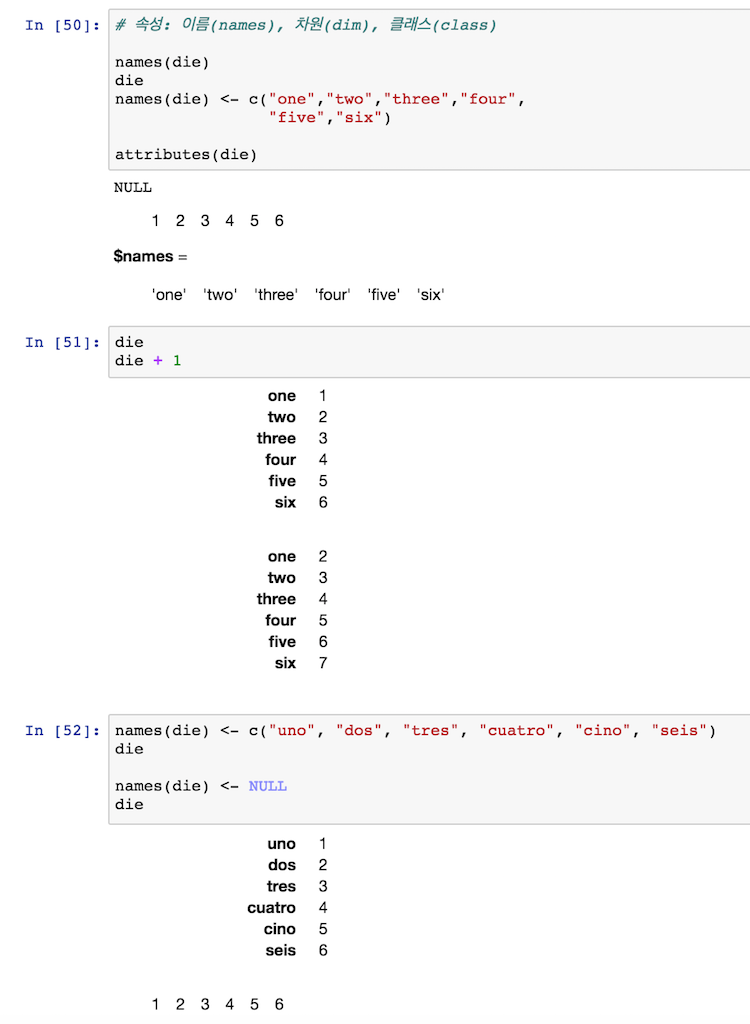 In [50]: # 속성: 이름(names), 차원(dim), 클래스(class)
names(die)
die
names(die) <- c("one","two","three","four",
"five","six")
attributes(die)
NULL
1 2 3 4 5 6
$names =
'one' 'two' 'three' 'four' 'five' 'six'
In [51]: die
die + 1
one 1
two 2
three 3
four 4
five 5
six 6
one 2
two 3
three 4
four 5
five 6
six 7
In [52]: names(die) <- c("uno", "dos", "tres", "cuatro", "cino", "seis")
die
names(die) <- NULL
die
uno 1
dos 2
tres 3
cuatro 4
cino 5
seis 6
1 2 3 4 5 6